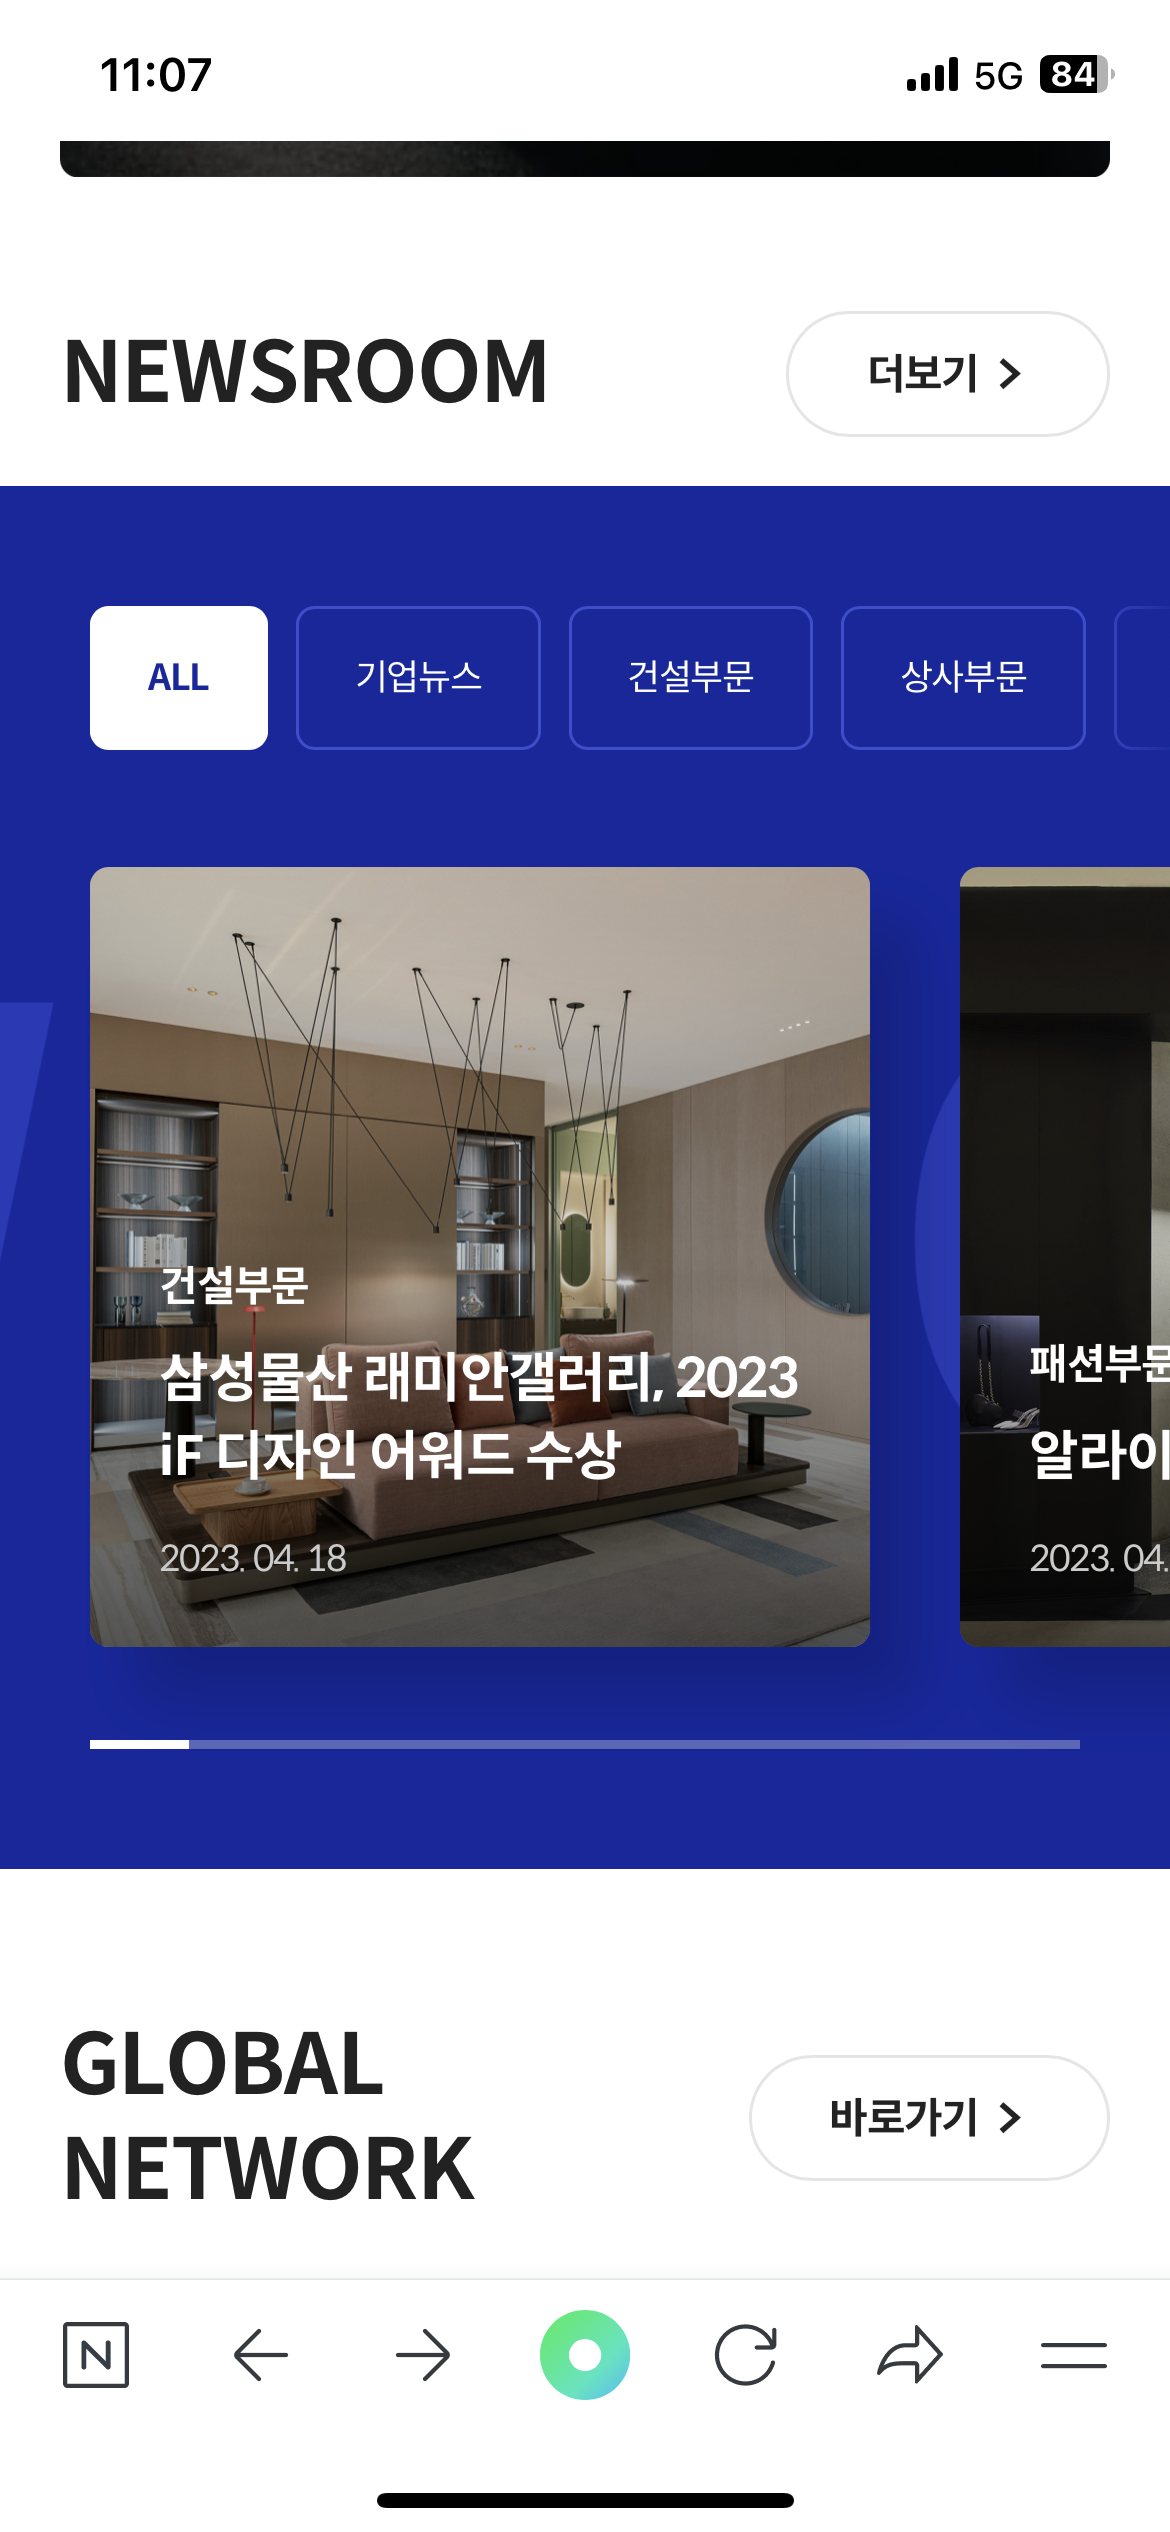 11:07
5G 84
NEWSROOM
더보기
ALL
기업뉴스
건설부문
상사부문
건설부문
삼성물산 래미안갤러리, 2023
iF 디자인 어워드 수상
2023. 04. 18
패션부문
알라이
2023. 04.
GLOBAL
NETWORK
바로가기
N